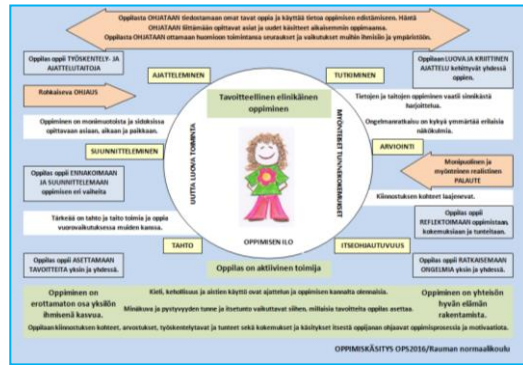 Oppilasta OHJATAAN tiedostamaan omat tavat oppia ja käyttää tietoa oppimisen edistämiseen. Häntä
OHJATAAN liittämään opittavat asiat ja uudet käsitteet aikaisemmin oppimaansa.
Oppilasta OHJATAAN ottamaan huomioon toimintansa seuraukset ja vaikutukset muihin ihmisiin ja ympäristöön.
Oppilas oppii TYÖSKENTELY- JA
AJATTELUTAITOJA
AJATTELEMINEN
TUTKIMINEN
Oppilaan LUOVA JA KRIITTINEN
AJATTELU kehittyvät yhdessä
oppien.
Rohkaiseva OHJAUS
Tavoitteellinen elinikäinen
oppiminen
Tietojen ja taitojen oppiminen vaatii sinnikästä
harjoittelua.
Ongelmanratkaisu on kykyä ymmärtää erilaisia
näkökulmia.
Oppiminen on monimuotoista ja sidoksissa
opittavaan asiaan, aikaan ja paikkaan.
SUUNNITTELEMINEN
UUTTA LUOVA TOIMINTA
MYÖNTEISET TUNNEKOKEMUKSET
ARVIOINTI
Monipuolinen ja
myönteinen realistinen
PALAUTE
Oppilas oppii ENNAKOIMAAN
JA SUUNNITTELEMAAN
oppimisen eri vaiheita
Kiinnostuksen kohteet laajenevat.
Tärkeää on tahto ja taito toimia ja oppia
vuorovaikutuksessa muiden kanssa.
Oppilas oppii
REFLEKTOIMAAN oppimistaan,
kokemuksiaan ja tunteitaan.
TAHTO
OPPIMISEN ILO
ITSEOHJAUTUVUUS
Oppilas oppii ASETTAMAAN
TAVOITTEITA yksin ja yhdessä.
Oppilas on aktiivinen toimija
Oppilas oppii RATKAISEMAAN
ONGELMIA yksin ja yhdessä.
Oppiminen on
erottamaton osa yksilön
ihmisenä kasvua.
Kieli, kehollisuus ja aistien käyttö ovat ajattelun ja oppimisen kannalta olennaisia.
Minäkuva ja pystyvyyden tunne ja itsetunto vaikuttavat siihen, millaisia tavoitteita oppilas asettaa.
Oppiminen on yhteisön
hyvän elämän
rakentamista.
Oppilaan kiinnostuksen kohteet, arvostukset, työskentelytavat ja tunteet sekä kokemukset ja käsitykset itsestä oppijana ohjaavat oppimisprosessia ja motivaatiota.
OPPIMISKÄSITYS OPS2016/Rauman normaalikoulu